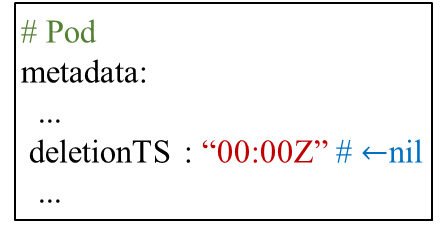 # Pod
metadata:
...
deletionTS : “00:00Z” # ←nil
...